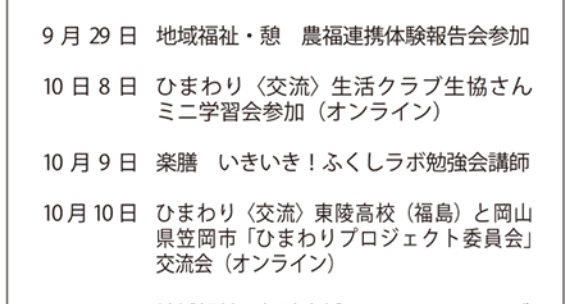 9月29日 地域福祉・憩 農福連携体験報告会参加
10日8日 ひまわり〈交流〉生活クラブ生協さん
ミニ学習会参加（オンライン）
10月9日 楽膳 いきいき！ふくしラボ勉強会講師
10月10日 ひまわり〈交流〉東陵高校（福島）と岡山
県笠岡市「ひまわりプロジェクト委員会」
交流会（オンライン）